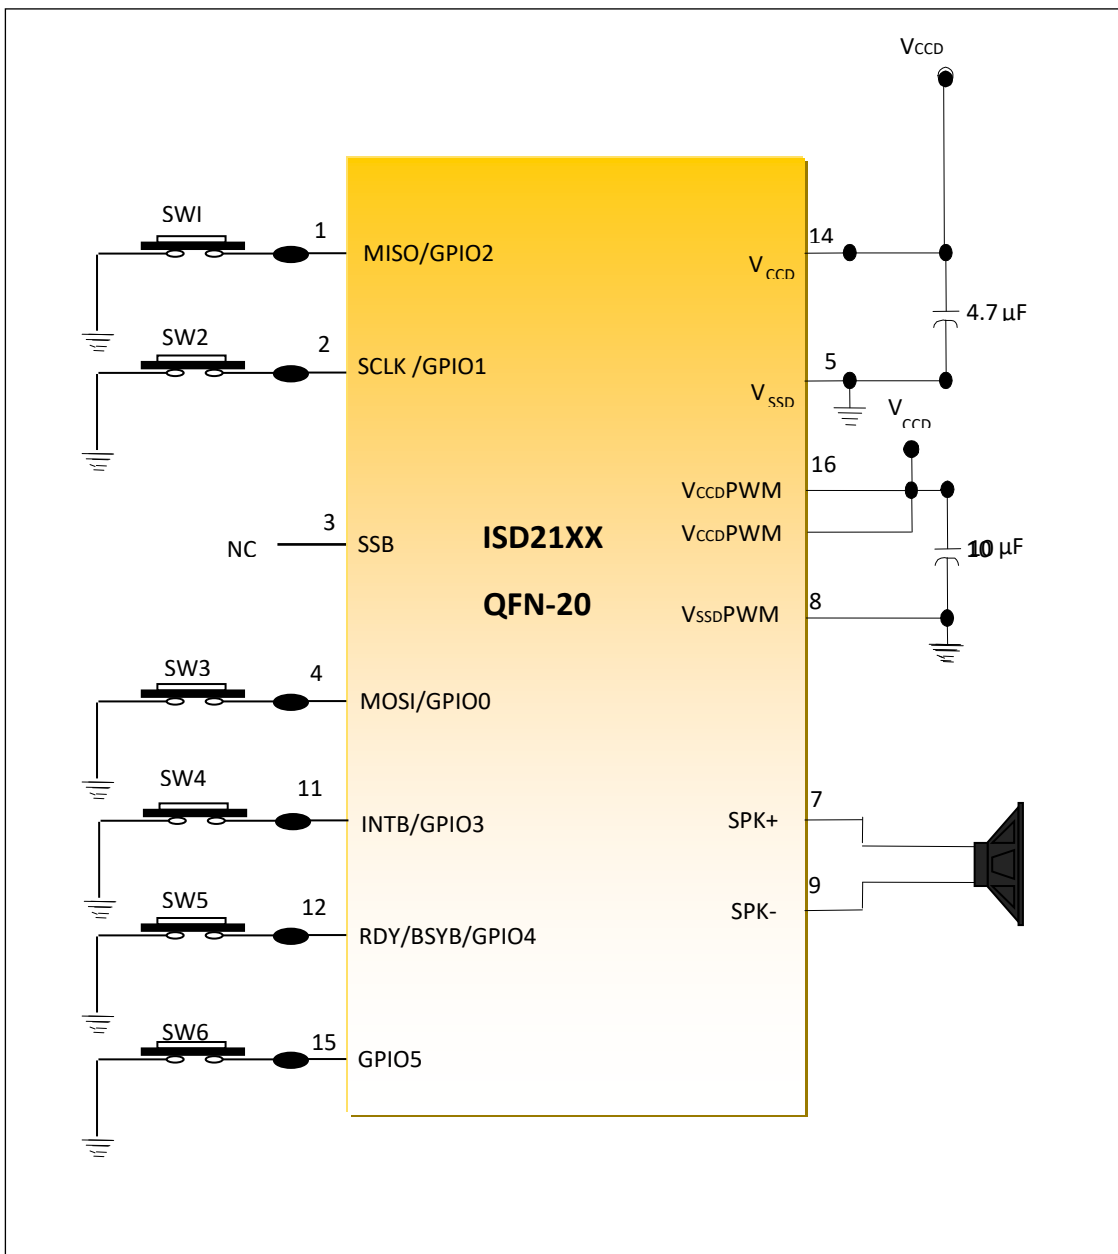 VCCD
SW1
1
MISO/GPIO2
14
VCCD
4.7 µF
SW2
2
SCLK /GPIO1
5
VSSD
VCCD
16
VCCDPWM
3
NC
SSB
ISD21XX
VCCDPWM
10 µF
QFN-20
8
VSSDPWM
SW3
4
MOSI/GPIO0
SW4
11
INTB/GPIO3
7
SPK+
SW5
12
RDY/BSYB/GPIO4
9
SPK-
SW6
15
GPIO5